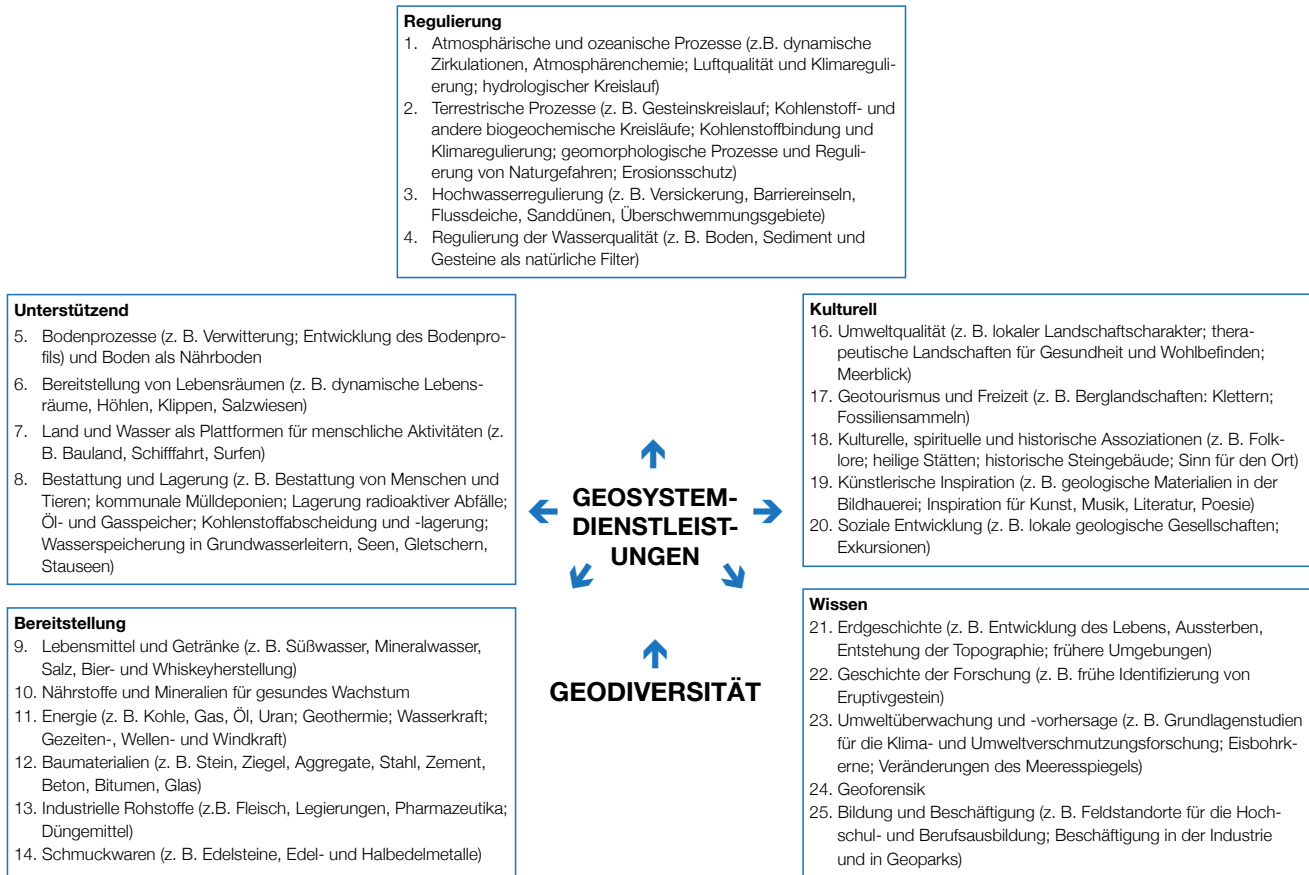 Regulierung
1. Atmosphärische und ozeanische Prozesse (z.B. dynamische
Zirkulationen, Atmosphärenchemie; Luftqualität und Klimareguli-
erung; hydrologischer Kreislauf)
2. Terrestrische Prozesse (z. B. Gesteinskreislauf; Kohlenstoff- und
andere biogeochemische Kreisläufe; Kohlenstoffbindung und
Klimaregulierung; geomorphologische Prozesse und Reguli-
erung von Naturgefahren; Erosionsschutz)
3. Hochwasserregulierung (z. B. Versickerung, Barriereinseln,
Flussdeiche, Sanddünen, Überschwemmungsgebiete)
4. Regulierung der Wasserqualität (z. B. Boden, Sediment und
Gesteine als natürliche Filter)
Unterstützend
5. Bodenprozesse (z. B. Verwitterung; Entwicklung des Bodenpro-
fils) und Boden als Nährboden
6. Bereitstellung von Lebensräumen (z. B. dynamische Lebens-
räume, Höhlen, Klippen, Salzwiesen)
7. Land und Wasser als Plattformen für menschliche Aktivitäten (z.
B. Bauland, Schifffahrt, Surfen)
8. Bestattung und Lagerung (z. B. Bestattung von Menschen und
Tieren; kommunale Mülldeponien; Lagerung radioaktiver Abfälle;
Öl- und Gasspeicher; Kohlenstoffabscheidung und -lagerung;
Wasserspeicherung in Grundwasserleitern, Seen, Gletschern,
Stauseen)
Bereitstellung
9. Lebensmittel und Getränke (z. B. Süßwasser, Mineralwasser,
Salz, Bier- und Whiskeyherstellung)
10. Nährstoffe und Mineralien für gesundes Wachstum
11. Energie (z. B. Kohle, Gas, Öl, Uran; Geothermie; Wasserkraft;
Gezeiten-, Wellen- und Windkraft)
12. Baumaterialien (z. B. Stein, Ziegel, Aggregate, Stahl, Zement,
Beton, Bitumen, Glas)
13. Industrielle Rohstoffe (z.B. Fleisch, Legierungen, Pharmazeutika;
Düngemittel)
14. Schmuckwaren (z. B. Edelsteine, Edel- und Halbedelmetalle)
GEOSYSTEM-
DIENSTLEIST-
UNGEN
GEODIVERSITÄT
Kulturell
16. Umweltqualität (z. B. lokaler Landschaftscharakter; thera-
peutische Landschaften für Gesundheit und Wohlbefinden;
Meerblick)
17. Geotourismus und Freizeit (z. B. Berglandschaften: Klettern;
Fossiliensammeln)
18. Kulturelle, spirituelle und historische Assoziationen (z. B. Folk-
lore; heilige Stätten; historische Steingebäude; Sinn für den Ort)
19. Künstlerische Inspiration (z. B. geologische Materialien in der
Bildhauerei; Inspiration für Kunst, Musik, Literatur, Poesie)
20. Soziale Entwicklung (z. B. lokale geologische Gesellschaften;
Exkursionen)
Wissen
21. Erdgeschichte (z. B. Entwicklung des Lebens, Aussterben,
Entstehung der Topographie; frühere Umgebungen)
22. Geschichte der Forschung (z. B. frühe Identifizierung von
Eruptivgestein)
23. Umweltüberwachung und -vorhersage (z. B. Grundlagenstudien
für die Klima- und Umweltverschmutzungsforschung; Eisbohrk-
erne; Veränderungen des Meeresspiegels)
24. Geoforensik
25. Bildung und Beschäftigung (z. B. Feldstandorte für die Hoch-
schul- und Berufsausbildung; Beschäftigung in der Industrie
und in Geoparks)